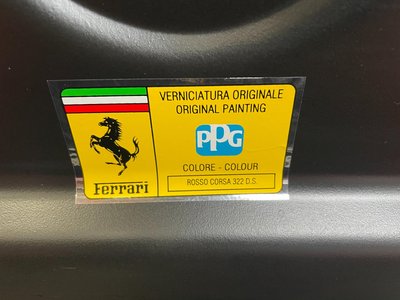 VERNICIATURA ORIGINALE
ORIGINAL PAINTING
PPG
COLORE - COLOUR
ROSSO CORSA 322 D.S.
Ferrari